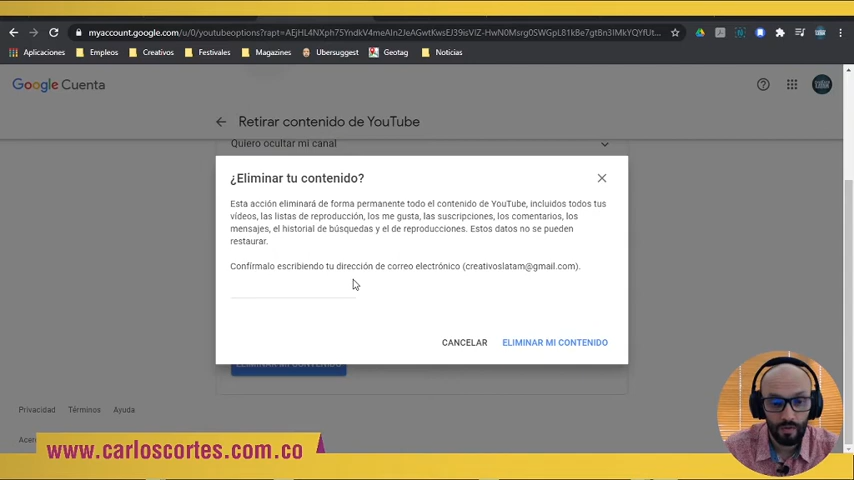 myaccount.google.com/u/0/youtubeoptions?rapt=
Aplicaciones Empleos Creativos Festivales Magazines Ubersuggest Geotag Noticias
Google Cuenta
Retirar contenido de YouTube
Quiero ocultar mi canal
¿Eliminar tu contenido?
Esta acción eliminará de forma permanente todo el contenido de YouTube, incluidos todos tus
vídeos, las listas de reproducción, los me gusta, las suscripciones, los comentarios, los
mensajes, el historial de búsquedas y el de reproducciones. Estos datos no se pueden
restaurar.
Confírmalo escribiendo tu dirección de correo electrónico (creativoslatam@gmail.com).
CANCELAR ELIMINAR MI CONTENIDO
ELIMINAR MI CONTENIDO
Privacidad Términos Ayuda
www.carloscortes.com.co